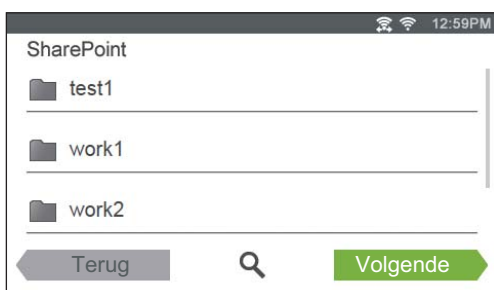 12:59PM
SharePoint
test1
work1
work2
Terug
Volgende